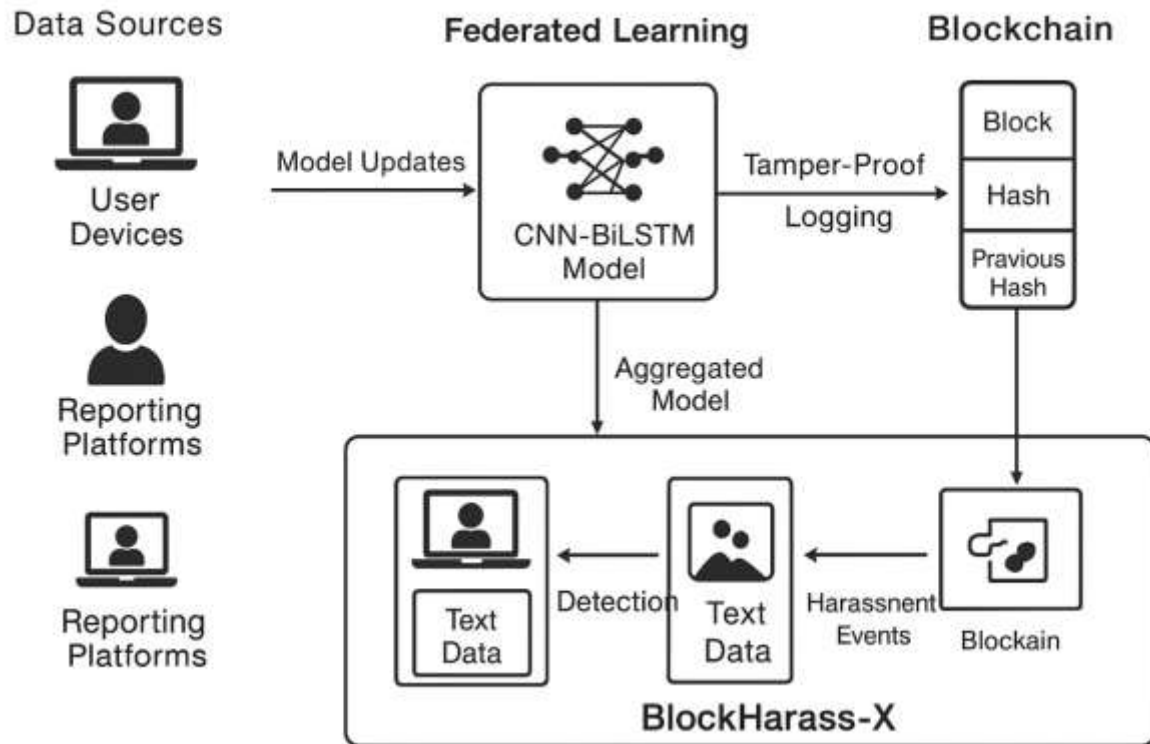 Data Sources
Federated Learning
Blockchain
User
Devices
Reporting
Platforms
Reporting
Platforms
Model Updates
CNN-BiLSTM
Model
Tamper-Proof
Logging
Block
Hash
Pravious
Hash
Aggregated
Model
Text
Data
Detection
Text
Data
Harassnent
Events
Blockain
BlockHarass-X